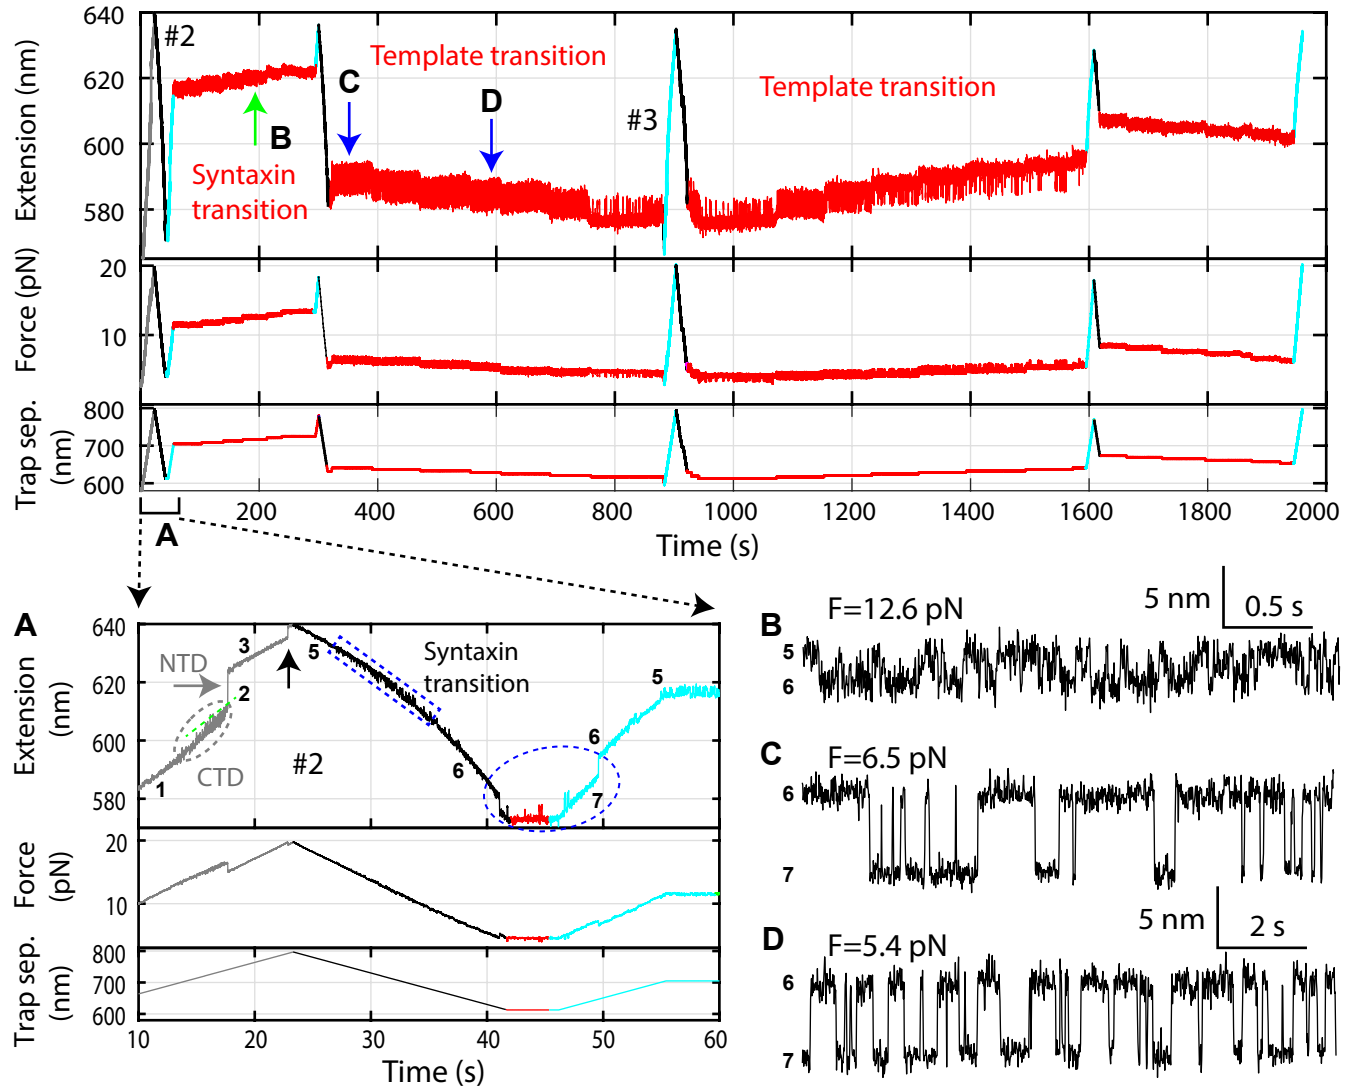 640
620
600
580
Extension (nm)
#2
Syntaxin
transition
B
C
Template transition
D
#3
Template transition
20
10
Force (pN)
800
700
600
Trap sep.
(nm)
200
400
600
800
1000
1200
1400
1600
1800
2000
A
Time (s)
A
640
620
600
580
Extension
(nm)
NTD
3
2
CTD
1
#2
5
Syntaxin
transition
6
5
6
7
20
10
Force
(pN)
800
700
600
Trap sep.
(nm)
10
20
30
40
50
60
Time (s)
B
F=12.6 pN
5 nm
0.5 s
5
6
C
F=6.5 pN
6
7
5 nm
2 s
D
F=5.4 pN
6
7